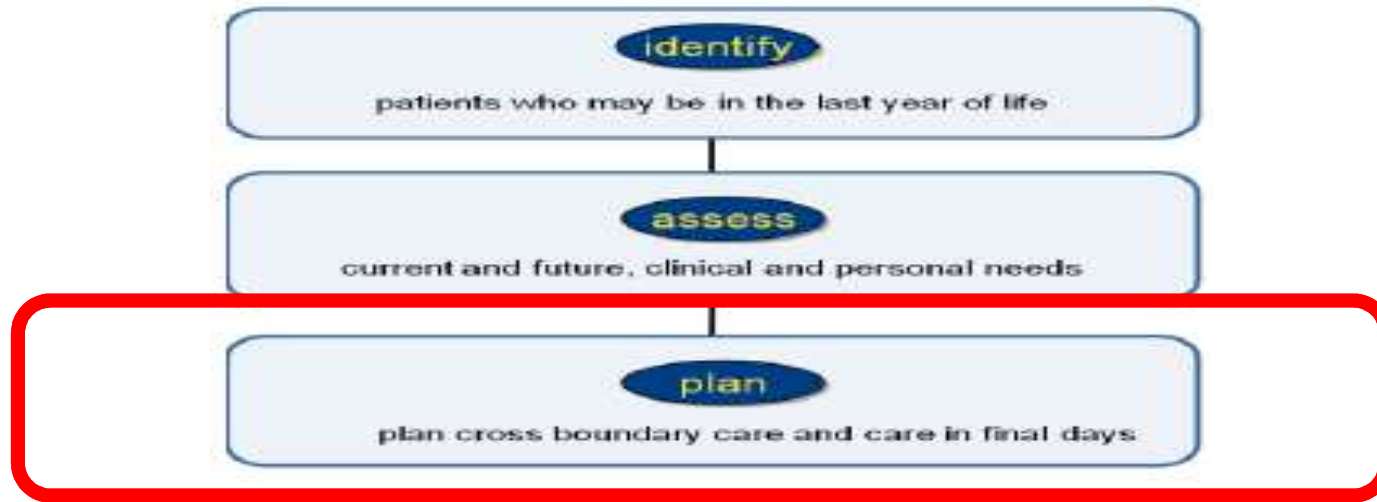 identify
patients who may be in the last year of life
assess
current and future, clinical and personal needs
plan
plan cross boundary care and care in final days